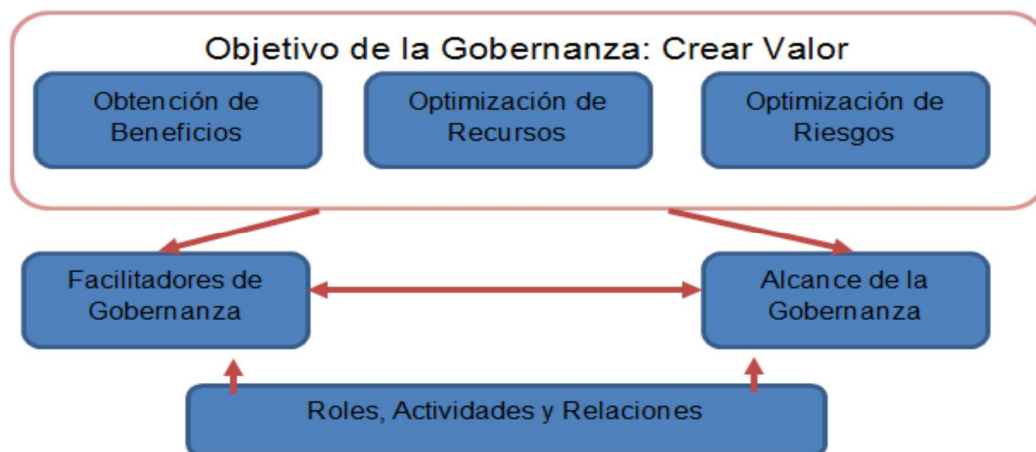 Objetivo de la Gobernanza: Crear Valor
Obtención de
Beneficios
Optimización de
Recursos
Optimización de
Riesgos
Facilitadores de
Gobernanza
Alcance de la
Gobernanza
Roles, Actividades y Relaciones